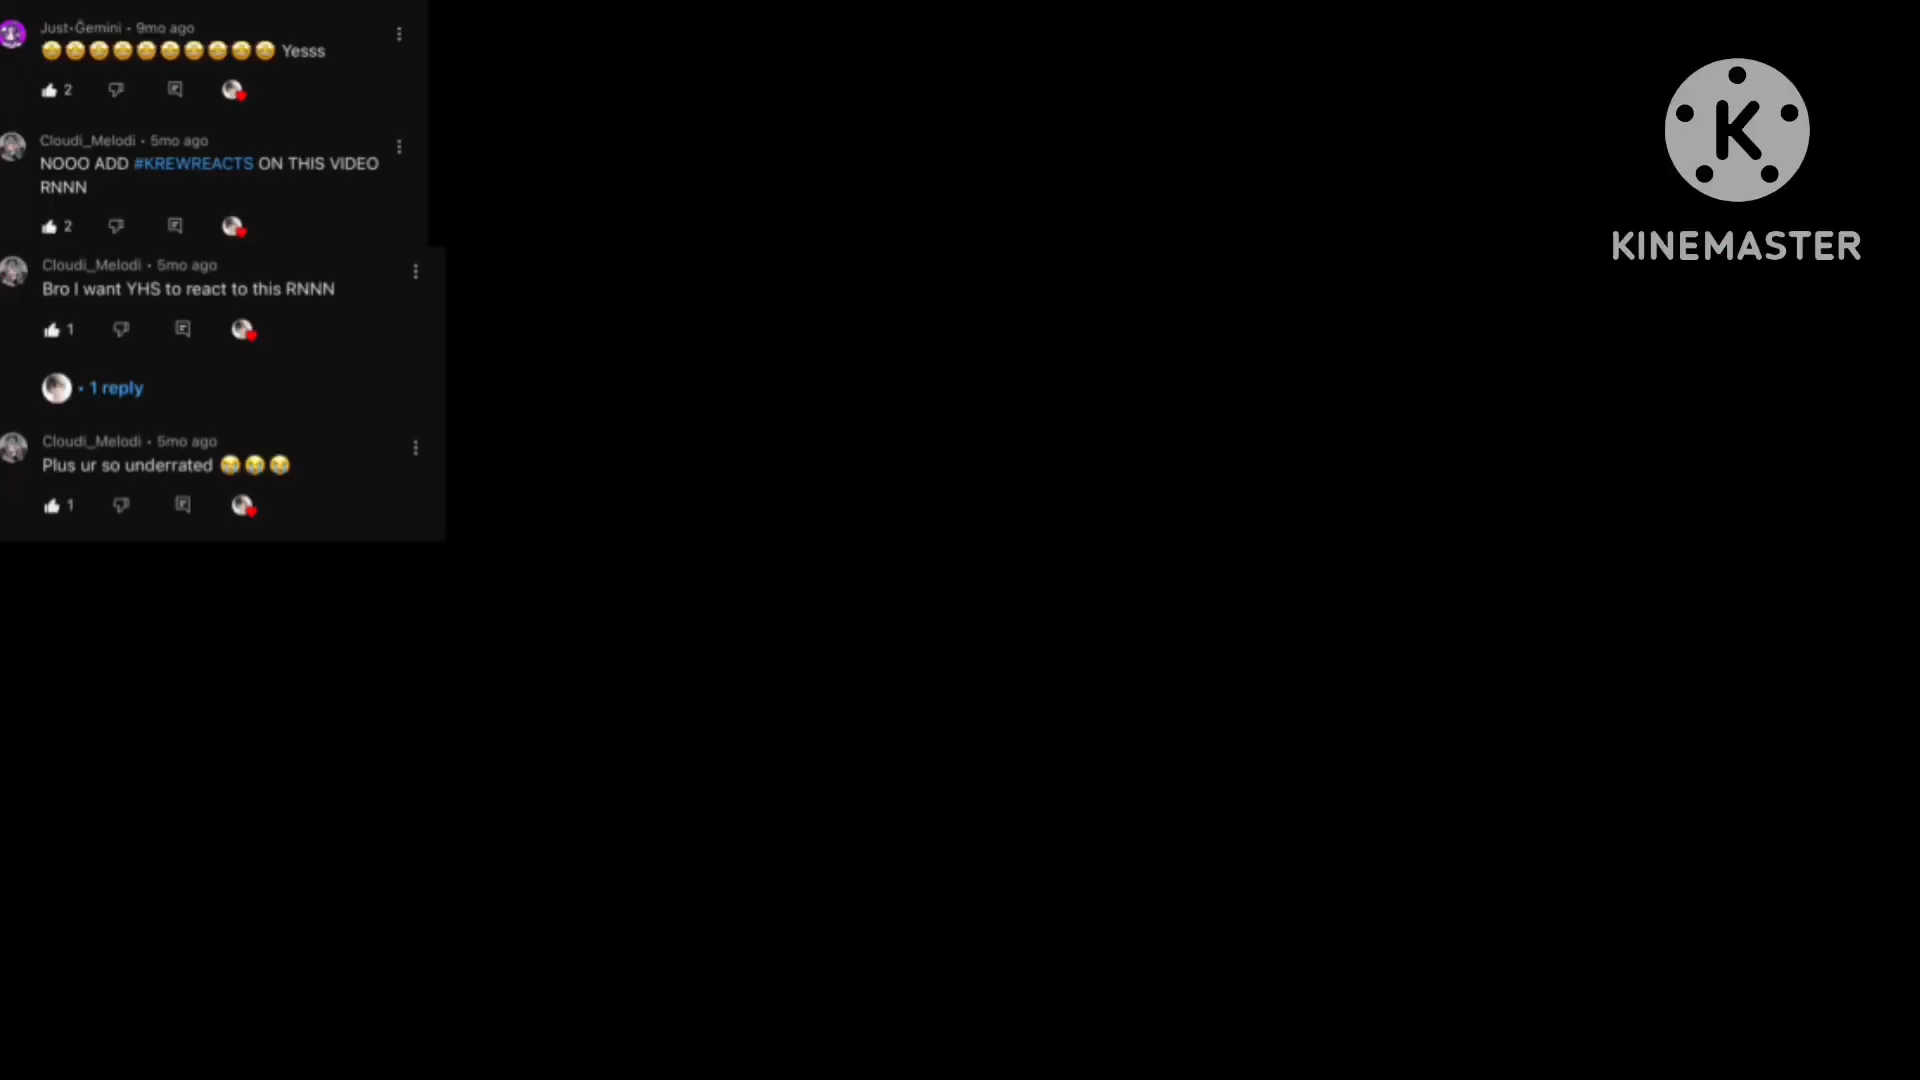 Just-Ğemini • 9mo ago
🤩🤩🤩🤩🤩🤩🤩🤩🤩🤩 Yesss
2
Cloudi_Melodi • 5mo ago
NOOO ADD #KREWREACTS ON THIS VIDEO
RNNN
2
Cloudi_Melodi • 5mo ago
Bro I want YHS to react to this RNNN
1
• 1 reply
Cloudi_Melodi • 5mo ago
Plus ur so underrated 😭😭😭
1
K
KINEMASTER